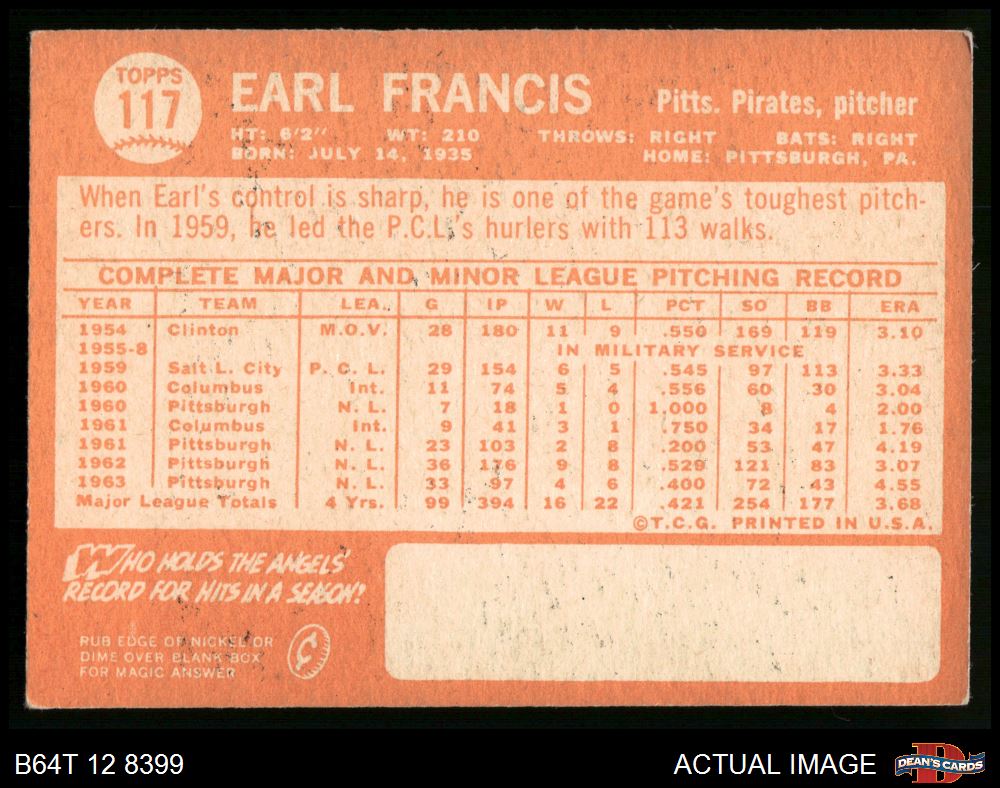 TOPPS
117
EARL FRANCIS
Pitts. Pirates, pitcher
HT: 6'2" WT: 210 THROWS: RIGHT BATS: RIGHT
BORN: JULY 14, 1935 HOME: PITTSBURGH, PA.
When Earl's control is sharp, he is one of the game's toughest pitch-
ers. In 1959, he led the P.C.L.'s hurlers with 113 walks.
COMPLETE MAJOR AND MINOR LEAGUE PITCHING RECORD
YEAR TEAM LEA. G IP W L PCT SO BB ERA
1954 Clinton M.O.V. 28 180 11 9 .550 169 119 3.10
1955-8 IN MILITARY SERVICE
1959 Salt L. City P. C. L. 29 154 6 5 .545 97 113 3.33
1960 Columbus Int. 11 74 5 4 .556 60 30 3.04
1960 Pittsburgh N. L. 7 18 1 0 1.000 8 4 2.00
1961 Columbus Int. 9 41 3 1 .750 34 17 1.76
1961 Pittsburgh N. L. 23 103 2 8 .200 53 47 4.19
1962 Pittsburgh N. L. 36 176 9 8 .529 121 83 3.07
1963 Pittsburgh N. L. 33 97 4 6 .400 72 43 4.55
Major League Totals 4 Yrs. 99 394 16 22 .421 254 177 3.68
©T.C.G. PRINTED IN U.S.A.
WHO HOLDS THE ANGELS'
RECORD FOR HITS IN A SEASON?
RUB EDGE OF NICKEL OR
DIME OVER BLANK BOX
FOR MAGIC ANSWER
B64T 12 8399
ACTUAL IMAGE
DEAN'S CARDS